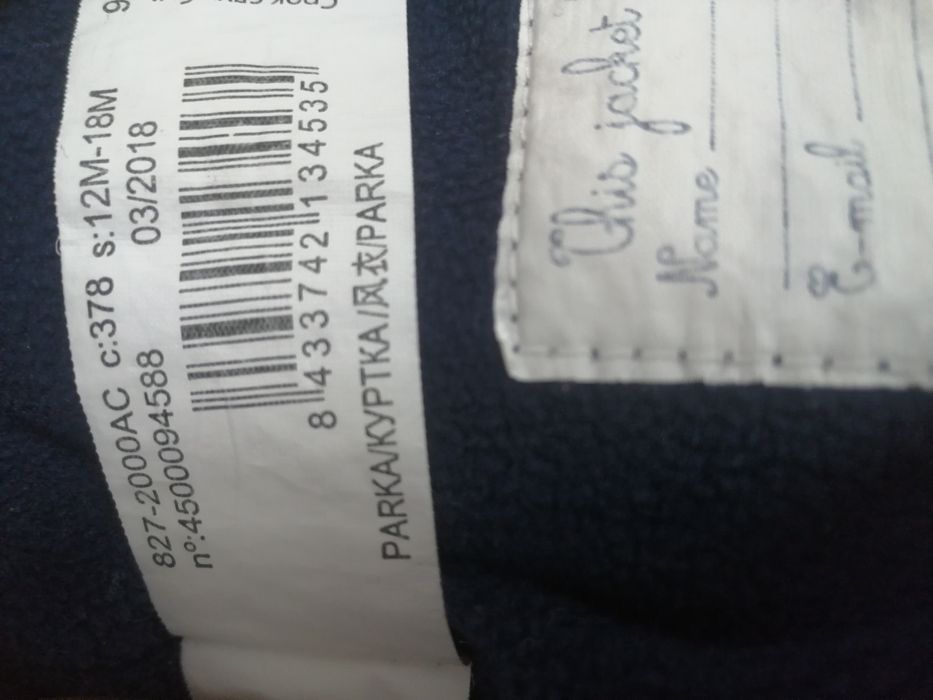 827-2000AC c:378 s:12M-18M
nº:4500094588 03/2018
8 433742 134535
PARKA/КУРТКА/风衣/PARKA
This jacket
Name
E-mail